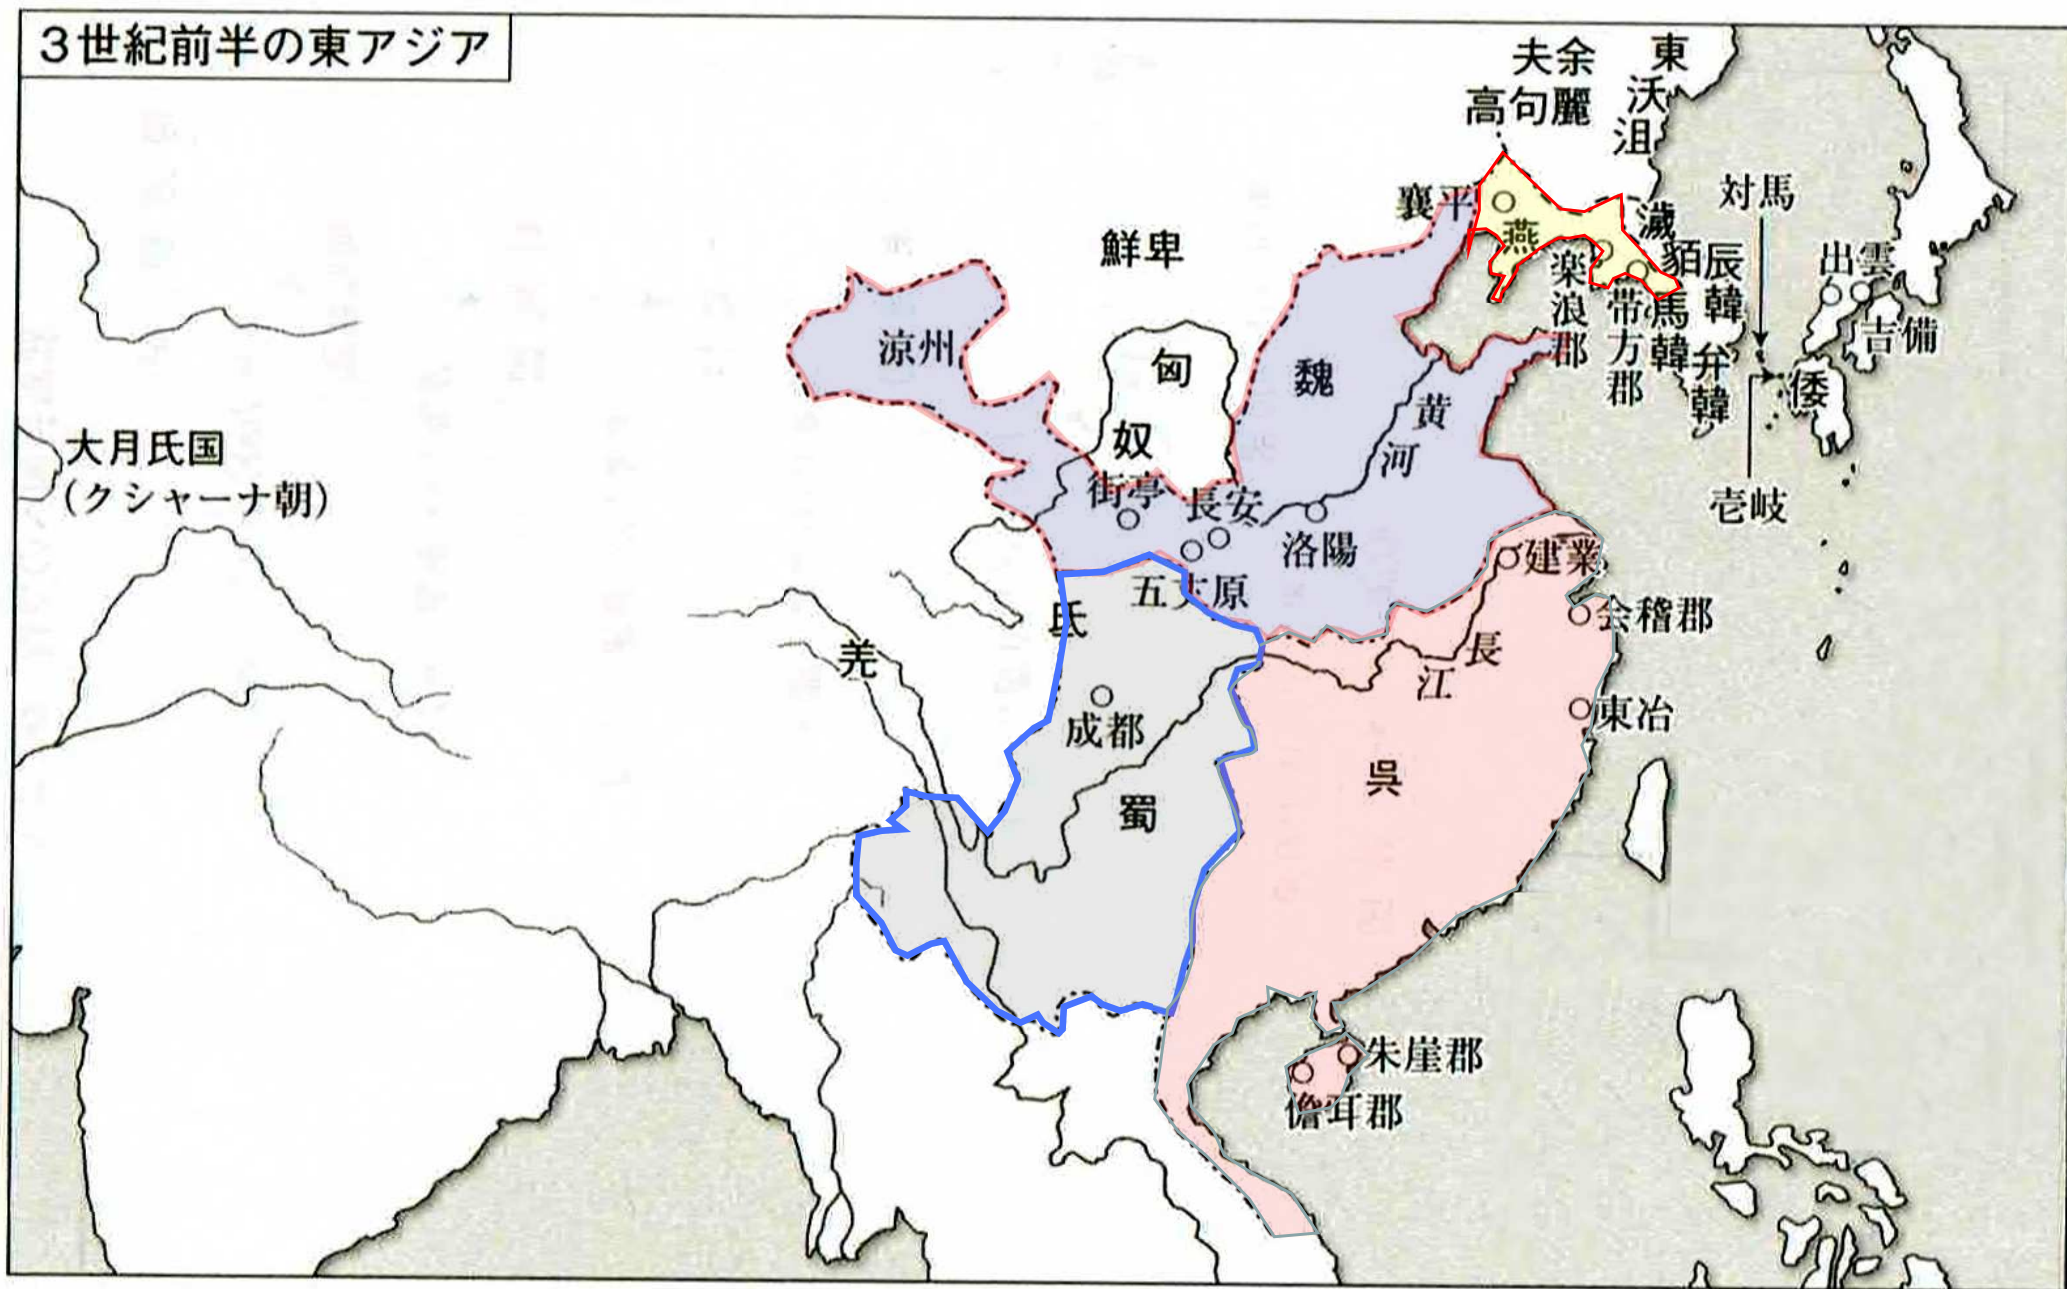 3世紀前半の東アジア
夫余
高句麗
東沃沮
襄平
燕
濊貊
辰韓
対馬
出雲
吉備
楽浪郡
帯方郡
馬韓
弁韓
倭
壱岐
鮮卑
涼州
匈奴
魏
黄河
大月氏国
(クシャーナ朝)
街亭
長安
洛陽
五丈原
建業
会稽郡
氐
羌
長江
成都
東冶
呉
蜀
朱崖郡
儋耳郡